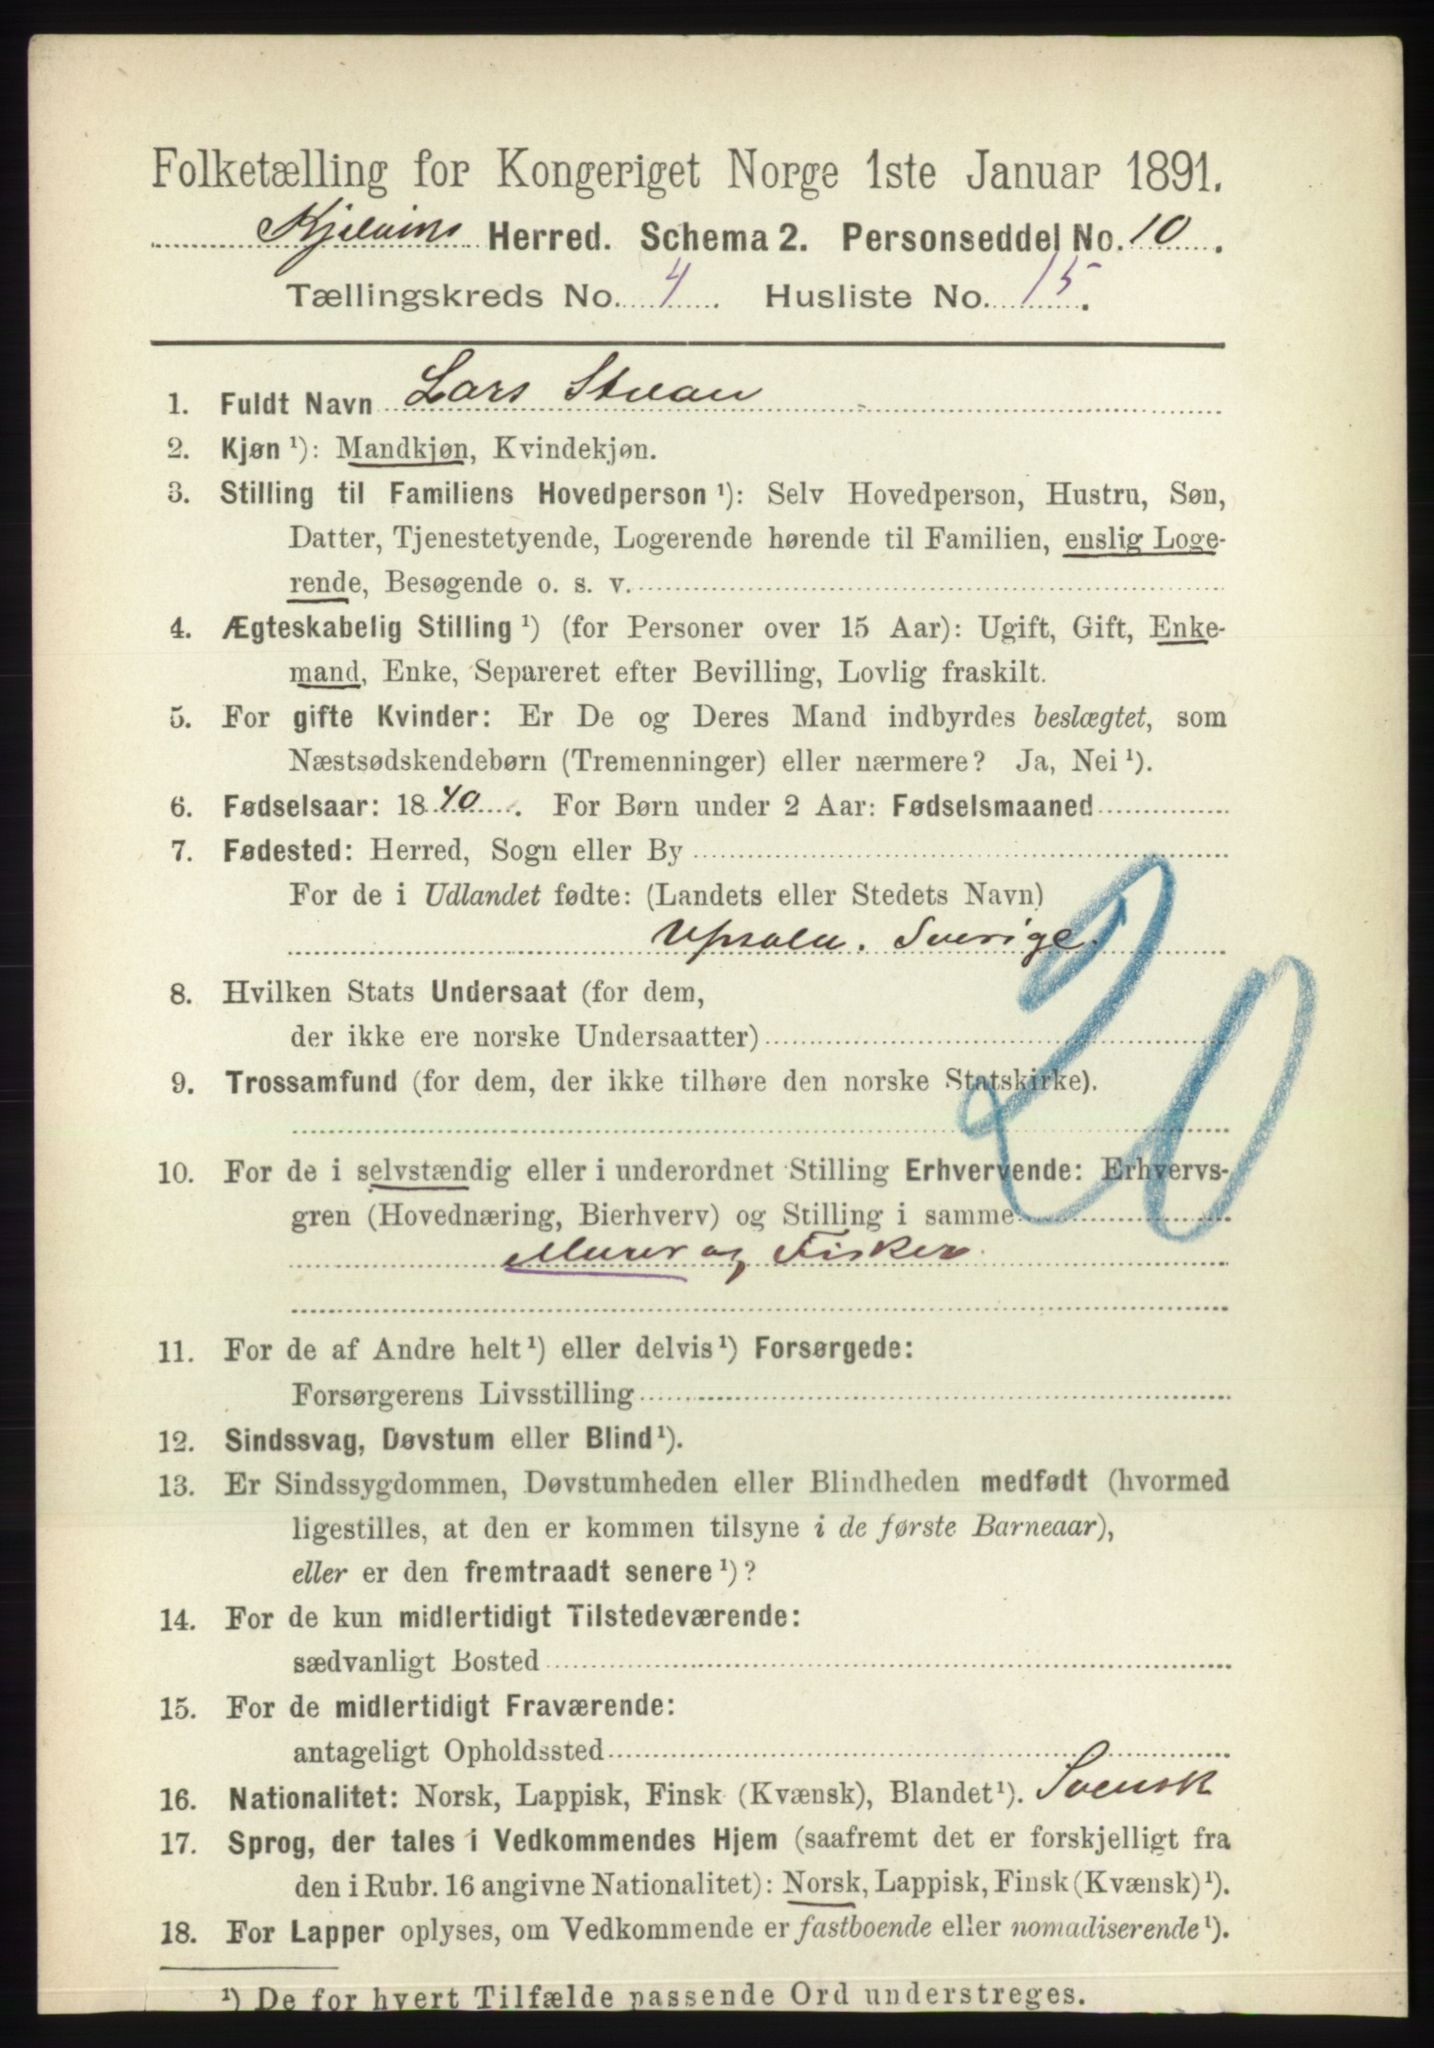 Folketælling for Kongeriget Norge 1ste Januar 1891.
Kjelvins Herred. Schema 2. Personseddel No. 10.
Tællingskreds No. 4. Husliste No. 15.
1. Fuldt Navn Lars Stuan
2. Kjøn ¹): Mandkjøn, Kvindekjøn.
3. Stilling til Familiens Hovedperson ¹): Selv Hovedperson, Hustru, Søn,
Datter, Tjenestetyende, Logerende hørende til Familien, enslig Loge-
rende, Besøgende o. s. v.
4. Ægteskabelig Stilling ¹) (for Personer over 15 Aar): Ugift, Gift, Enke-
mand, Enke, Separeret efter Bevilling, Lovlig fraskilt.
5. For gifte Kvinder: Er De og Deres Mand indbyrdes beslægtet, som
Næstsødskendebørn (Tremenninger) eller nærmere? Ja, Nei ¹).
6. Fødselsaar: 1840. For Børn under 2 Aar: Fødselsmaaned
7. Fødested: Herred, Sogn eller By
For de i Udlandet fødte: (Landets eller Stedets Navn)
Upsala. Sverige.
20
8. Hvilken Stats Undersaat (for dem,
der ikke ere norske Undersaatter)
9. Trossamfund (for dem, der ikke tilhøre den norske Statskirke).
10. For de i selvstændig eller i underordnet Stilling Erhvervende: Erhvervs-
gren (Hovednæring, Bierhverv) og Stilling i samme
Murer og Fisker.
11. For de af Andre helt ¹) eller delvis ¹) Forsørgede:
Forsørgerens Livsstilling
12. Sindssvag, Døvstum eller Blind ¹).
13. Er Sindssygdommen, Døvstumheden eller Blindheden medfødt (hvormed
ligestilles, at den er kommen tilsyne i de første Barneaar),
eller er den fremtraadt senere ¹)?
14. For de kun midlertidigt Tilstedeværende:
sædvanligt Bosted
15. For de midlertidigt Fraværende:
antageligt Opholdssted
16. Nationalitet: Norsk, Lappisk, Finsk (Kvænsk), Blandet ¹). Svensk
17. Sprog, der tales i Vedkommendes Hjem (saafremt det er forskjelligt fra
den i Rubr. 16 angivne Nationalitet): Norsk, Lappisk, Finsk (Kvænsk) ¹).
18. For Lapper oplyses, om Vedkommende er fastboende eller nomadiserende ¹).
¹) De for hvert Tilfælde passende Ord understreges.